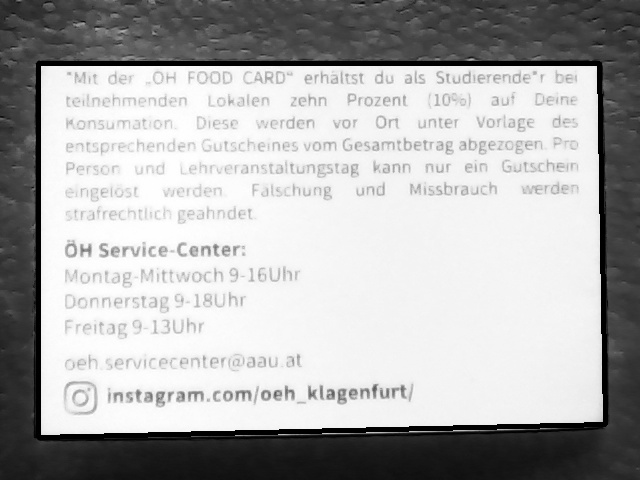 *Mit der „ÖH FOOD CARD“ erhältst du als Studierende*r bei
teilnehmenden Lokalen zehn Prozent (10%) auf Deine
Konsumation. Diese werden vor Ort unter Vorlage des
entsprechenden Gutscheines vom Gesamtbetrag abgezogen. Pro
Person und Lehrveranstaltungstag kann nur ein Gutschein
eingelöst werden. Fälschung und Missbrauch werden
strafrechtlich geahndet.
ÖH Service-Center:
Montag-Mittwoch 9-16Uhr
Donnerstag 9-18Uhr
Freitag 9-13Uhr
oeh.servicecenter@aau.at
instagram.com/oeh_klagenfurt/